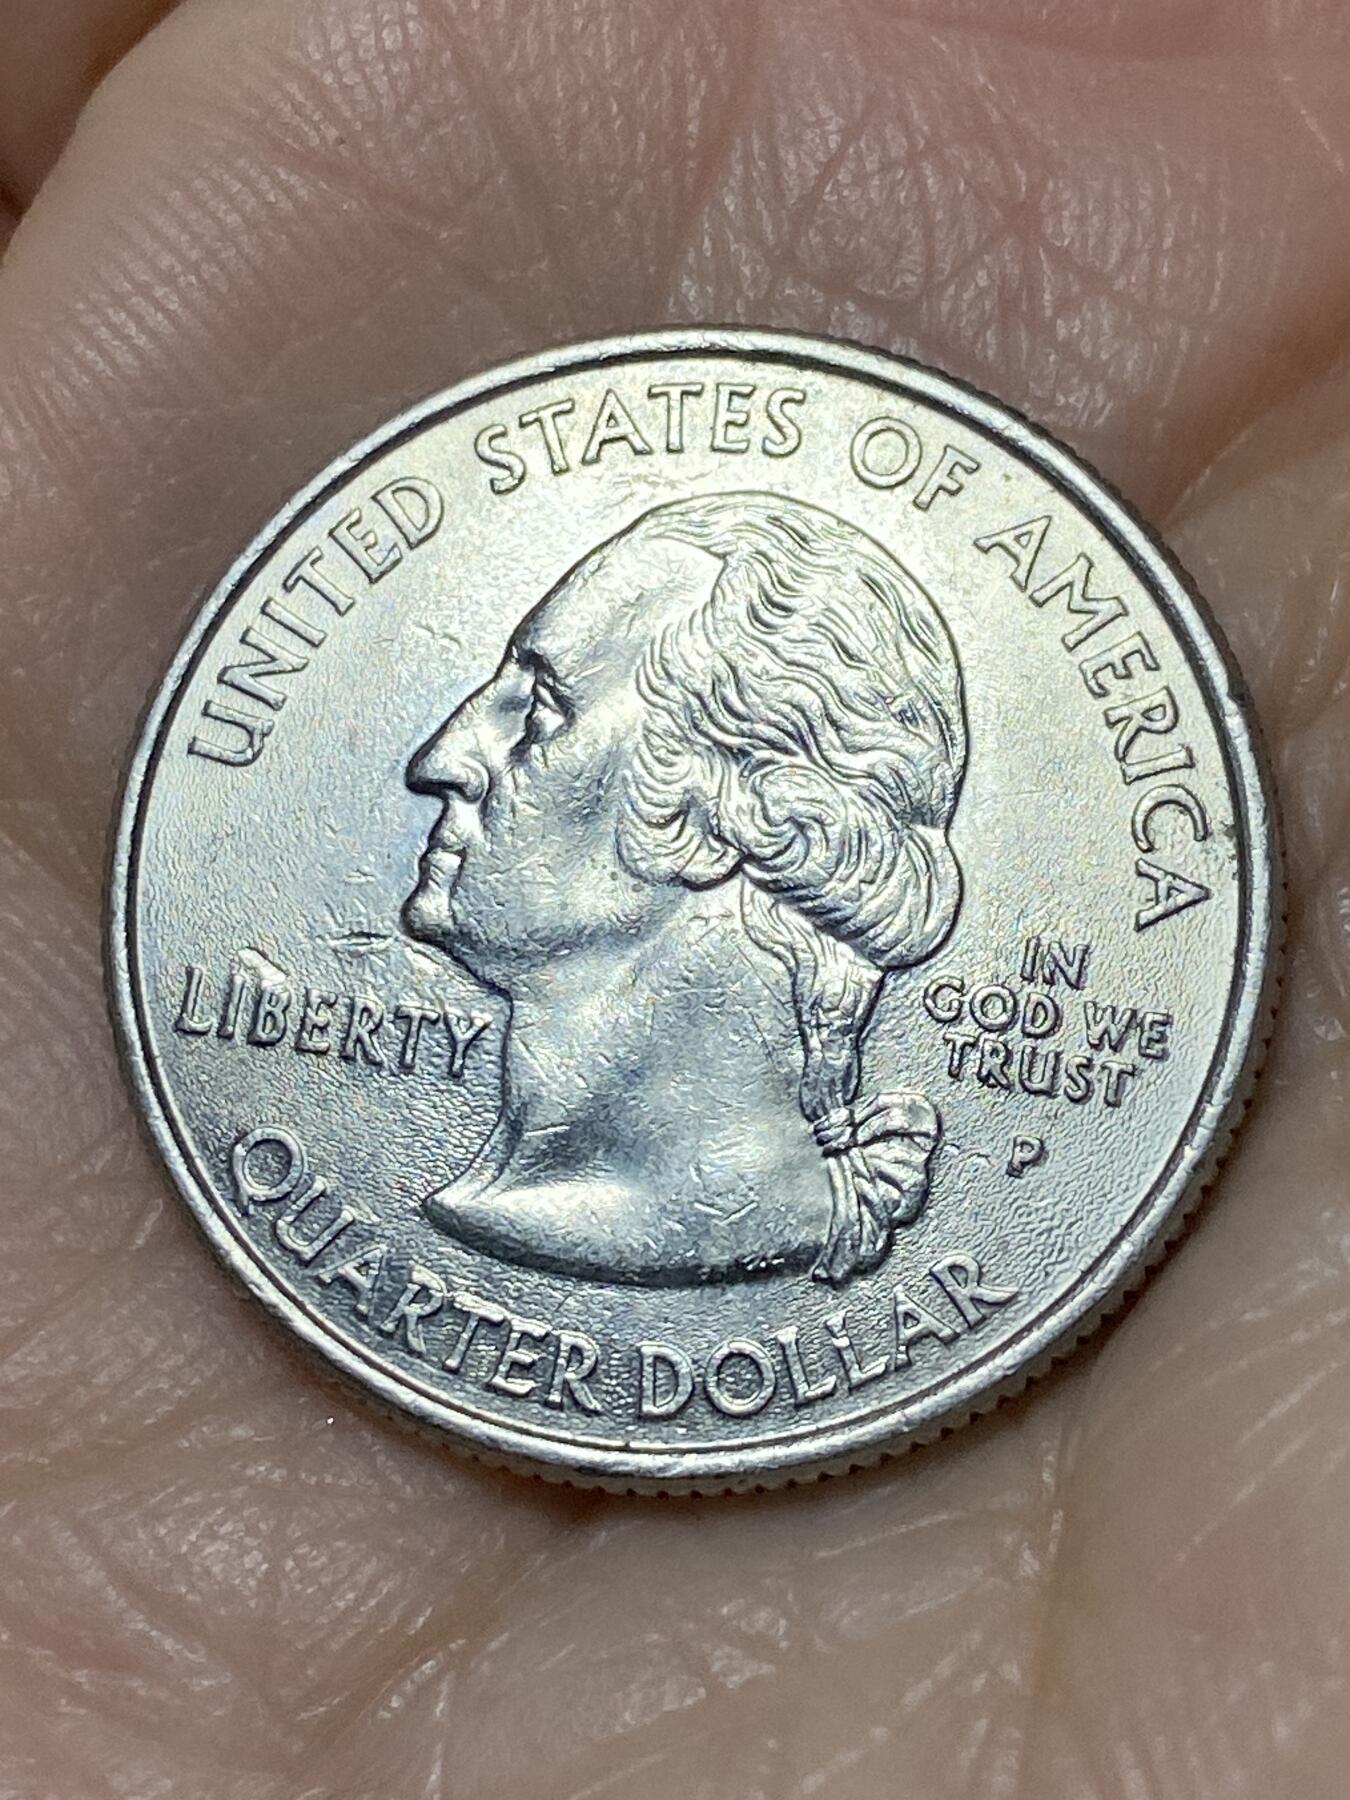 UNITED STATES OF AMERICA
LIBERTY
IN
GOD WE
TRUST
P
QUARTER DOLLAR